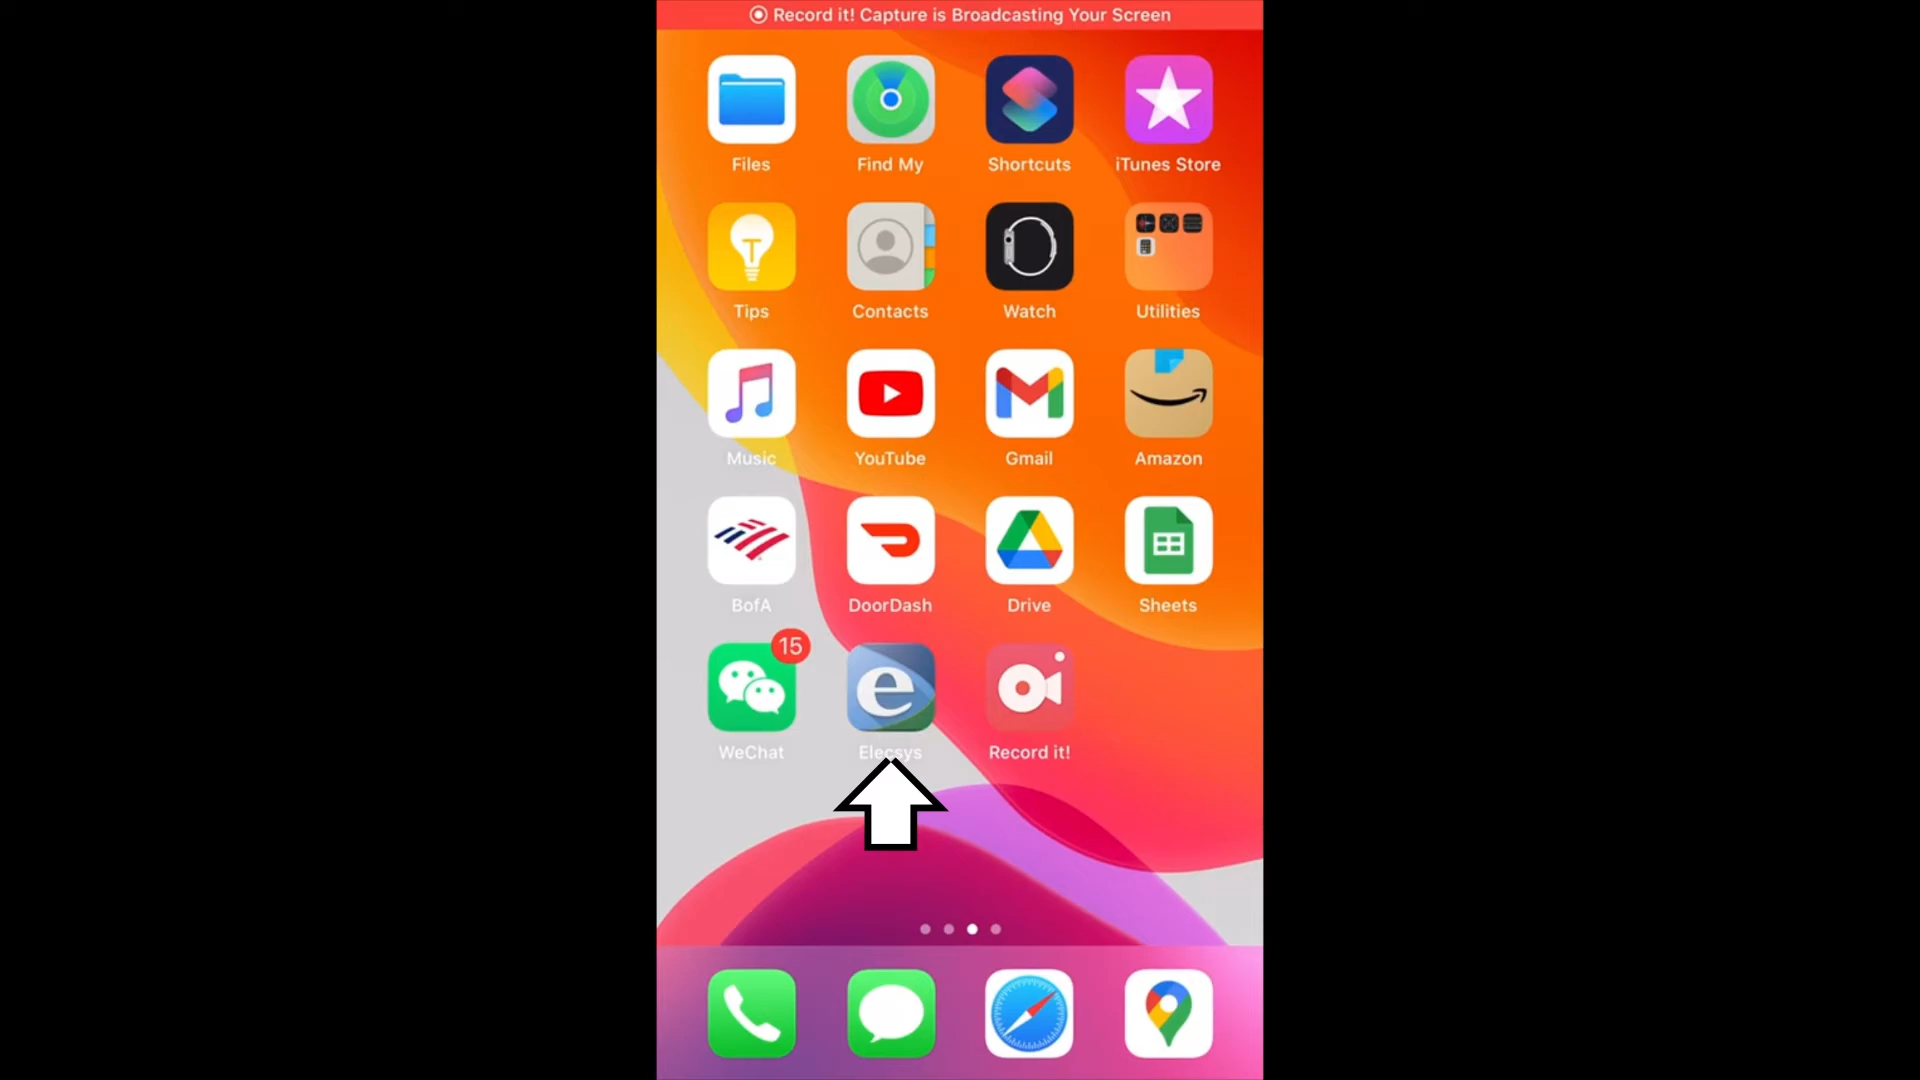 Record it! Capture is Broadcasting Your Screen
Files Find My Shortcuts iTunes Store
T
Tips Contacts Watch Utilities
Music YouTube Gmail Amazon
BofA DoorDash Drive Sheets
15
e
WeChat Elecsys Record it!